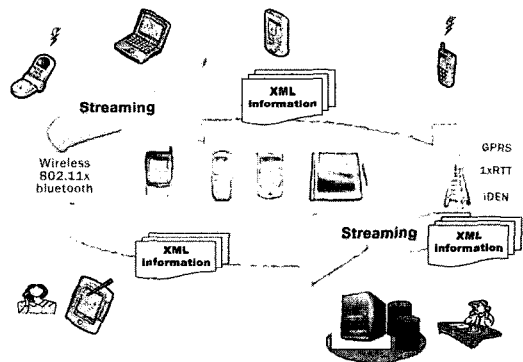 XML
Information
Streaming
Wireless
802.11x
bluetooth
GPRS
1xRTT
iDEN
Streaming
XML
Information
XML
Information